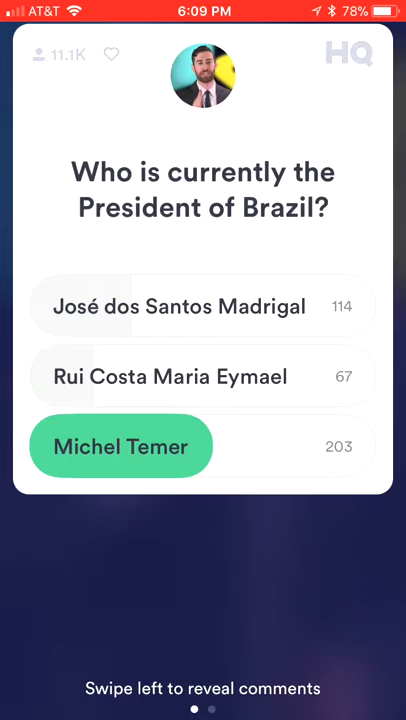 AT&T 6:09 PM 78%
11.1K HQ
Who is currently the
President of Brazil?
José dos Santos Madrigal 114
Rui Costa Maria Eymael 67
Michel Temer 203
Swipe left to reveal comments